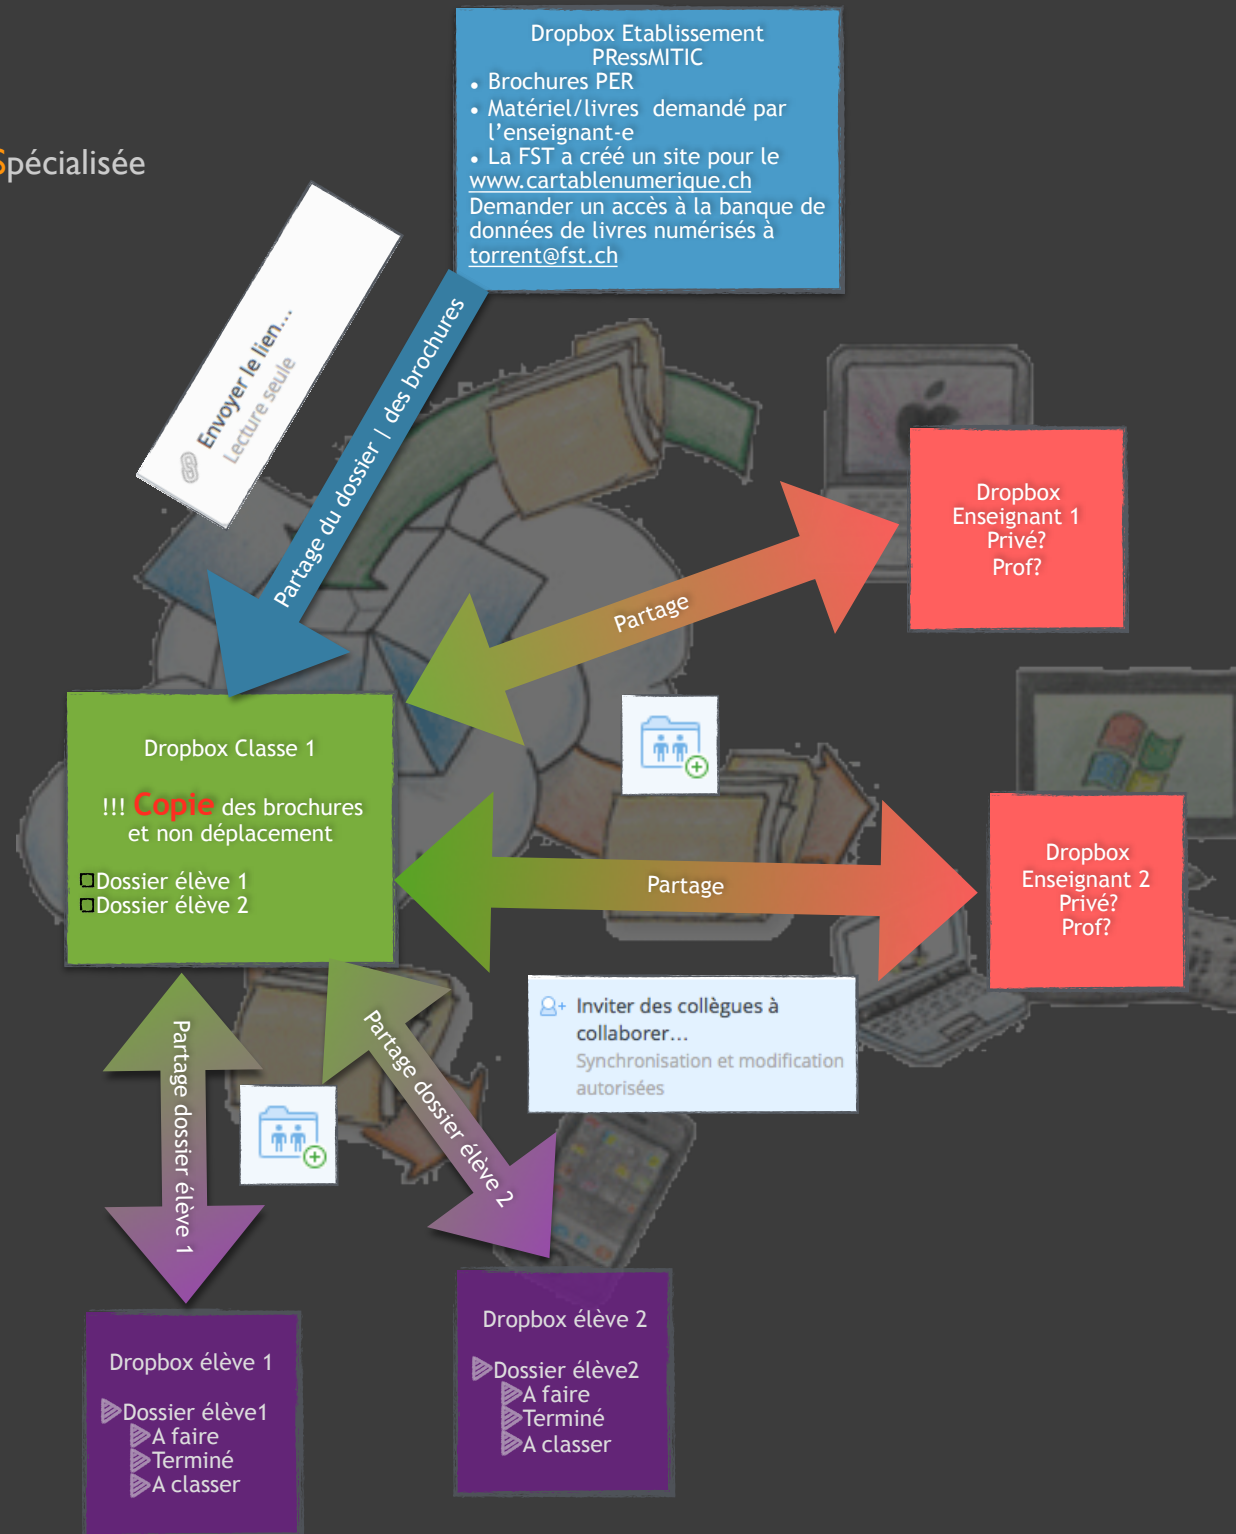 Dropbox Etablissement
PRessMITIC
• Brochures PER
• Matériel/livres demandé par
l'enseignant-e
• La FST a créé un site pour le
www.cartablenumerique.ch
Demander un accès à la banque de
données de livres numérisés à
torrent@fst.ch
Spécialisée
Envoyer le lien...
Lecture seule
Partage du dossier | des brochures
Dropbox
Enseignant 1
Privé?
Prof?
Partage
Dropbox Classe 1
!!! Copie des brochures
et non déplacement
Dossier élève 1
Dossier élève 2
Partage
Dropbox
Enseignant 2
Privé?
Prof?
Inviter des collègues à
collaborer...
Synchronisation et modification
autorisées
Partage dossier élève 1
Partage dossier élève 2
Dropbox élève 1
Dossier élève1
A faire
Terminé
A classer
Dropbox élève 2
Dossier élève2
A faire
Terminé
A classer